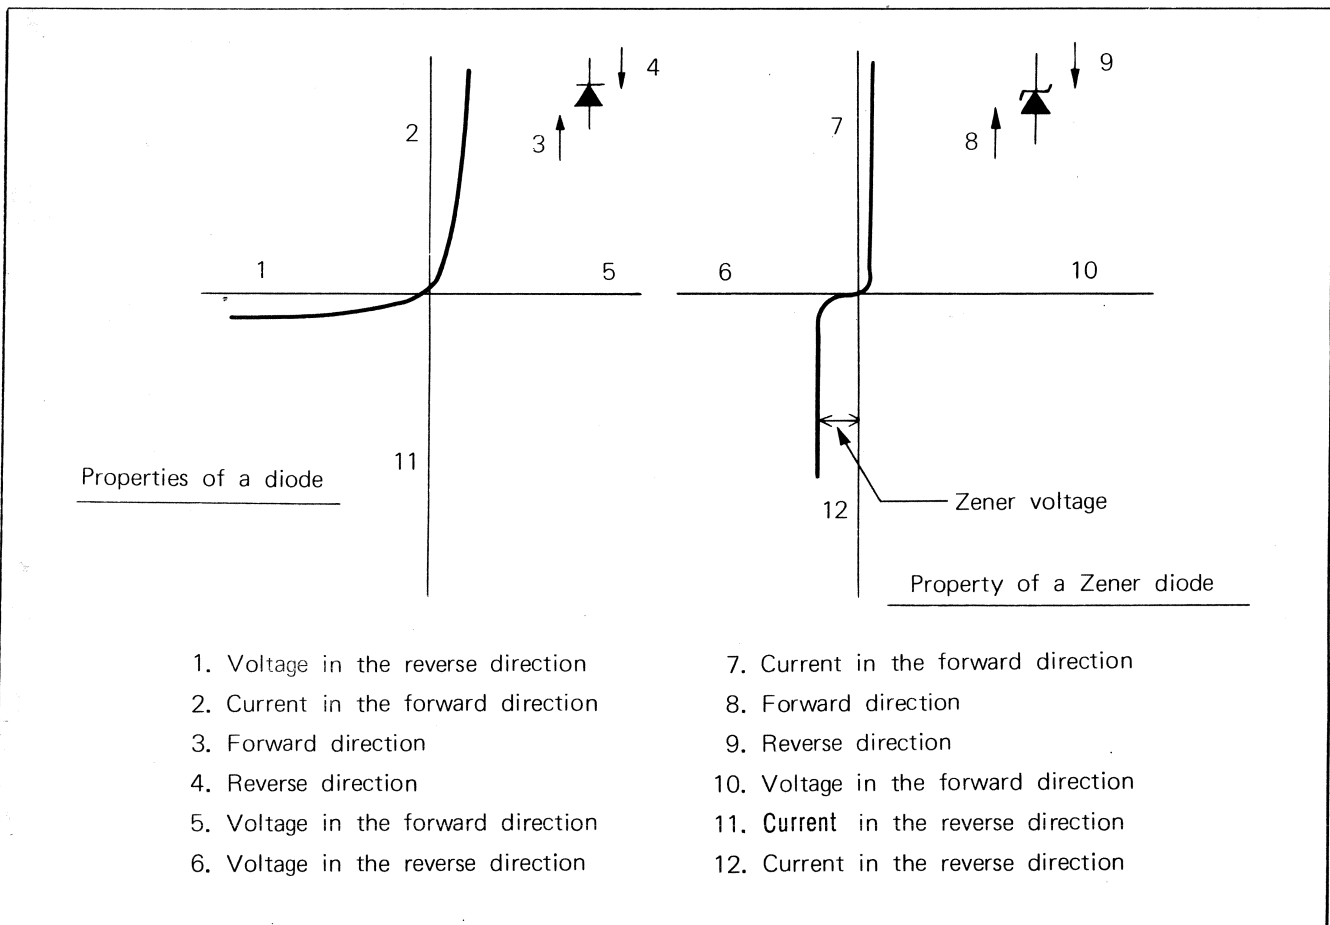 4
9
2
3
7
8
1
5
6
10
11
Properties of a diode
12
Zener voltage
Property of a Zener diode
1. Voltage in the reverse direction
2. Current in the forward direction
3. Forward direction
4. Reverse direction
5. Voltage in the forward direction
6. Voltage in the reverse direction
7. Current in the forward direction
8. Forward direction
9. Reverse direction
10. Voltage in the forward direction
11. Current in the reverse direction
12. Current in the reverse direction